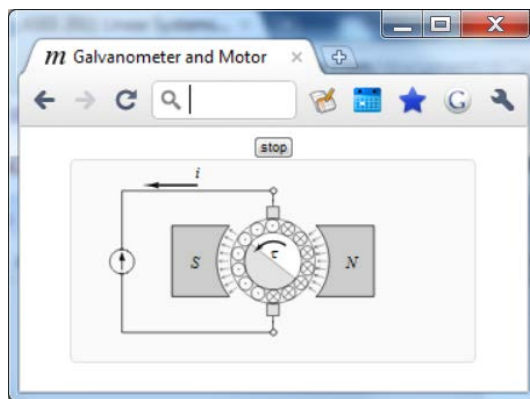 m Galvanometer and Motor
stop
i
S
τ
N